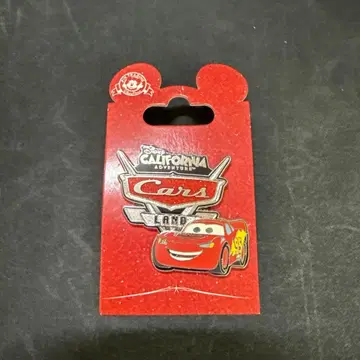 Disney
CALIFORNIA
ADVENTURE
Cars
LAND